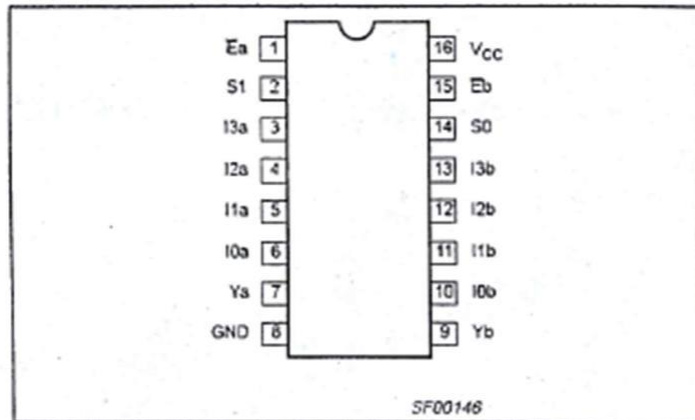 Ea 1 16 VCC
S1 2 15 Eb
I3a 3 14 S0
I2a 4 13 I3b
I1a 5 12 I2b
I0a 6 11 I1b
Ya 7 10 I0b
GND 8 9 Yb
SF00146